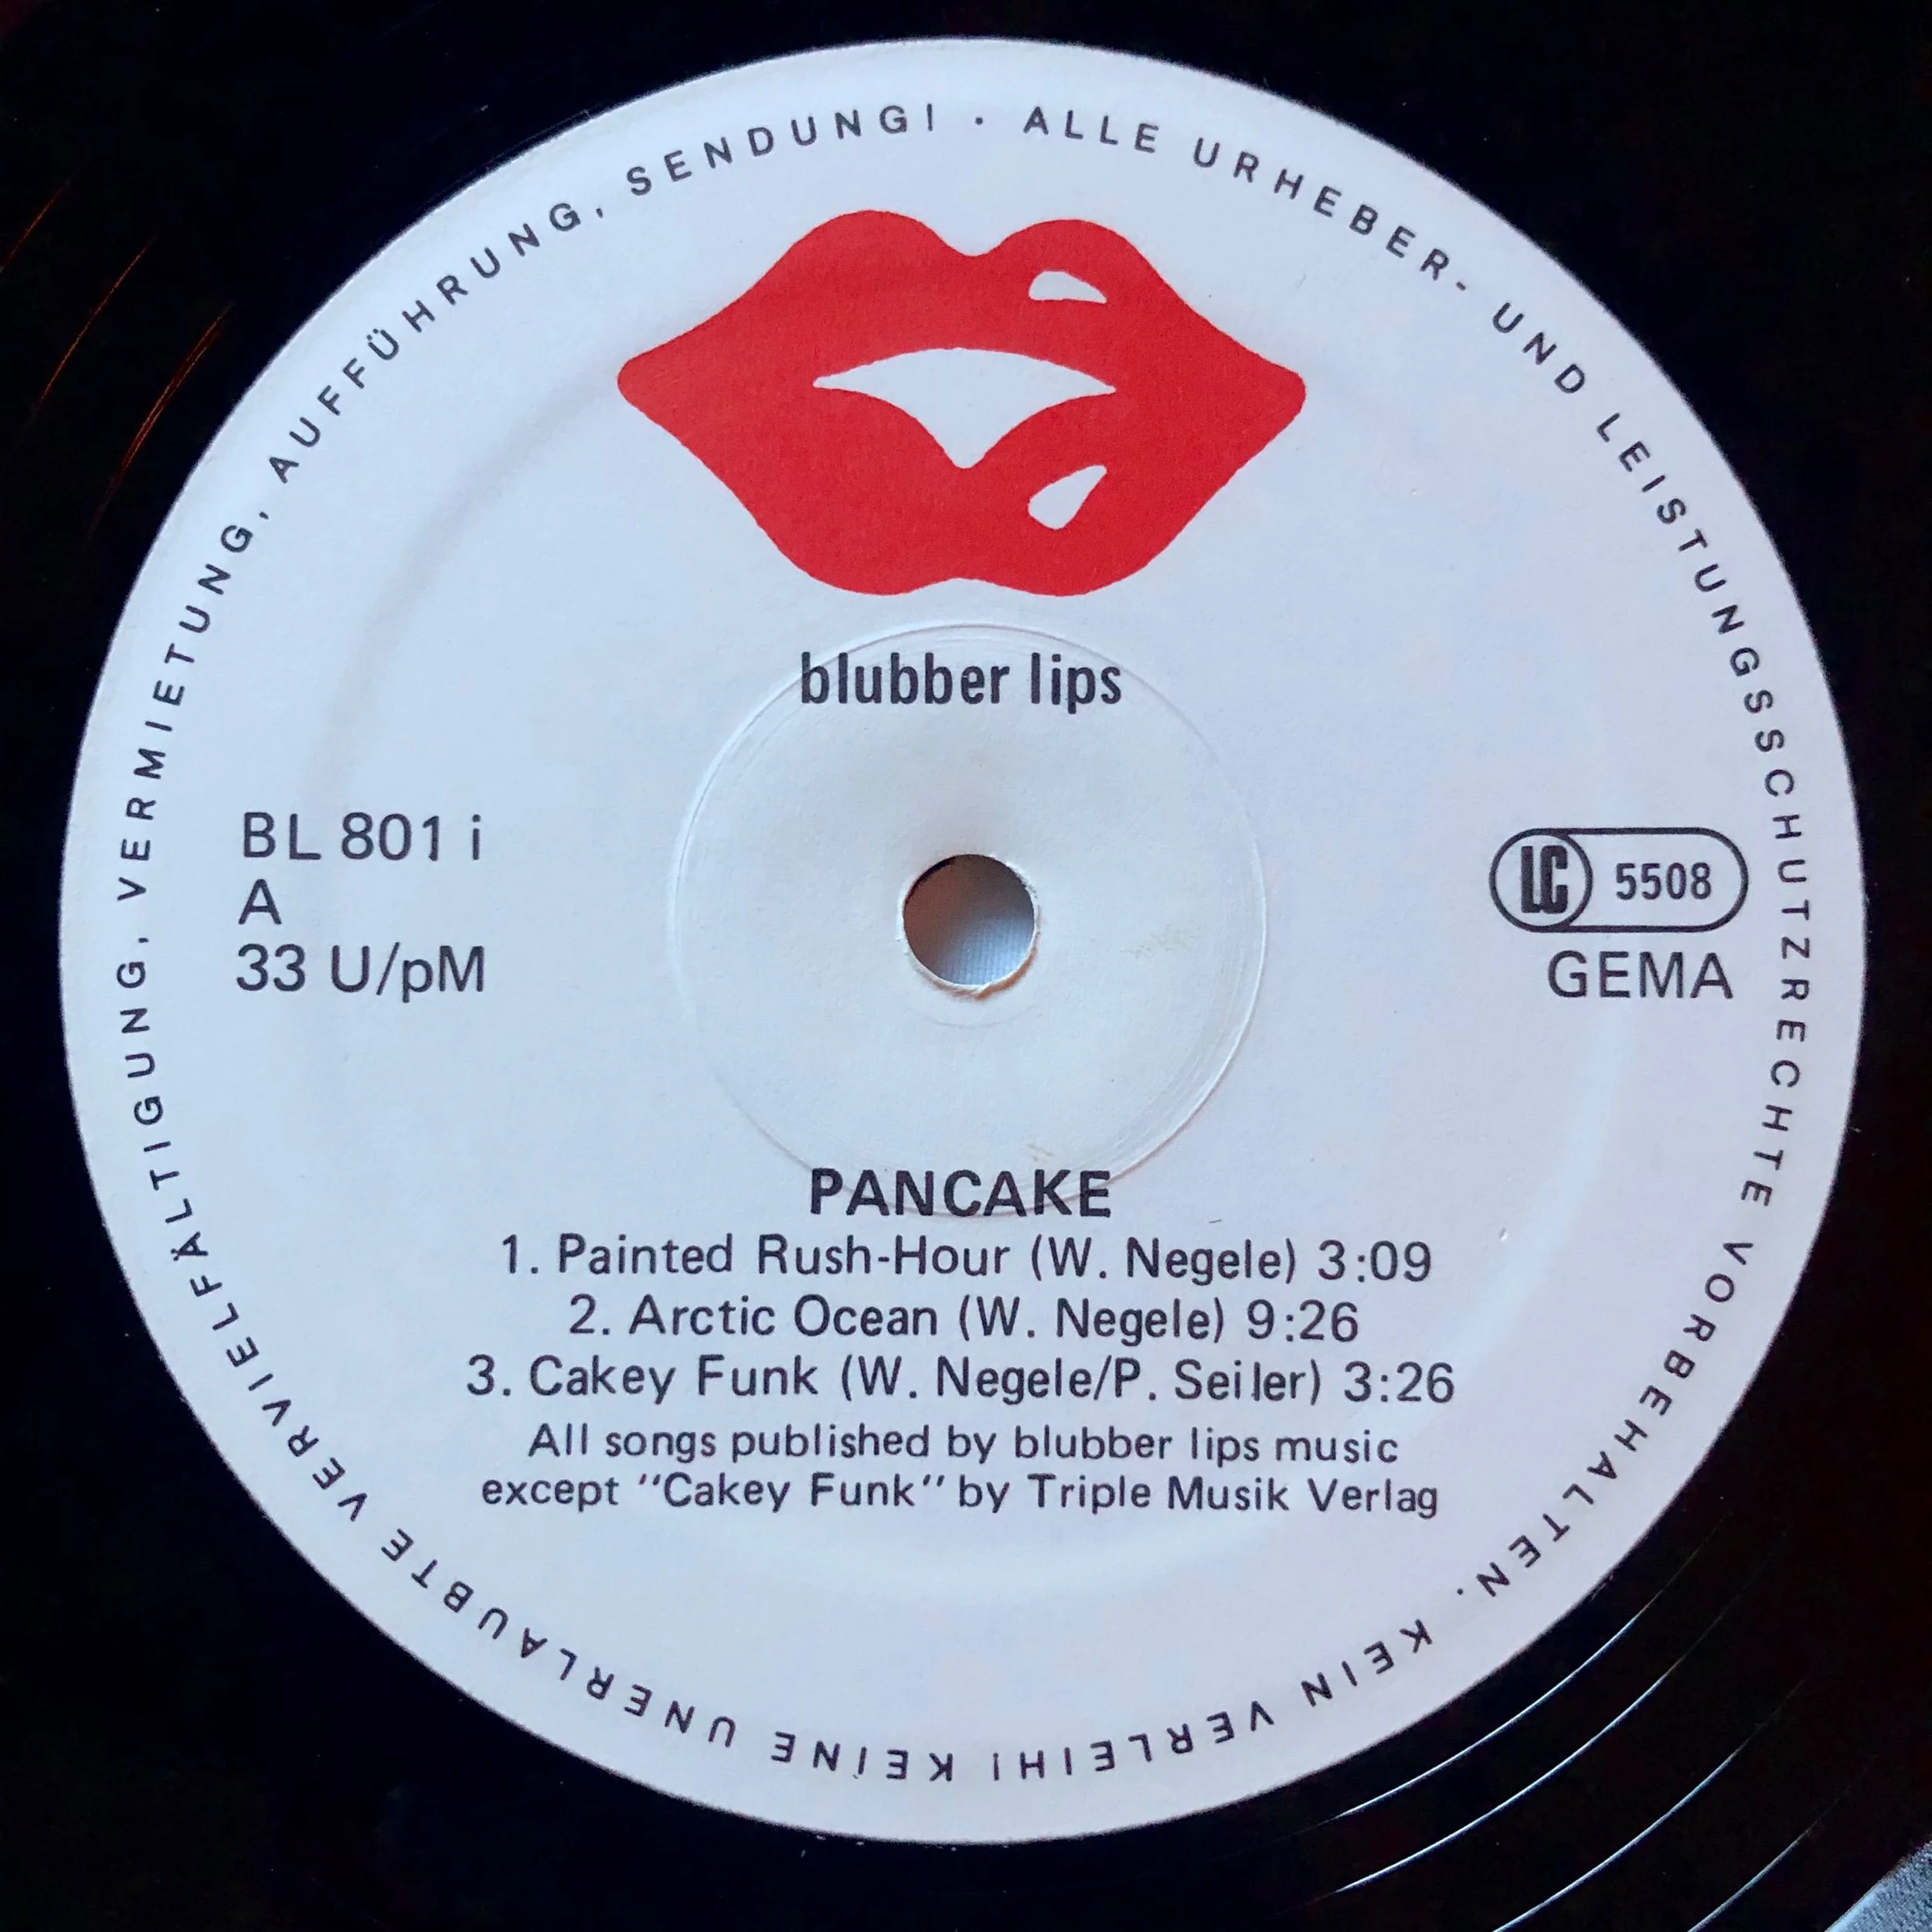 ALLE URHEBER- UND LEISTUNGSSCHUTZRECHTE VORBEHALTEN. KEIN VERLEIH! KEINE UNERLAUBTE VERVIELFÄLTIGUNG, VERMIETUNG, AUFFÜHRUNG, SENDUNG! ·
blubber lips
BL 801 i
A
33 U/pM
LC 5508
GEMA
PANCAKE
1. Painted Rush-Hour (W. Negele) 3:09
2. Arctic Ocean (W. Negele) 9:26
3. Cakey Funk (W. Negele/P. Seiler) 3:26
All songs published by blubber lips music
except "Cakey Funk" by Triple Musik Verlag